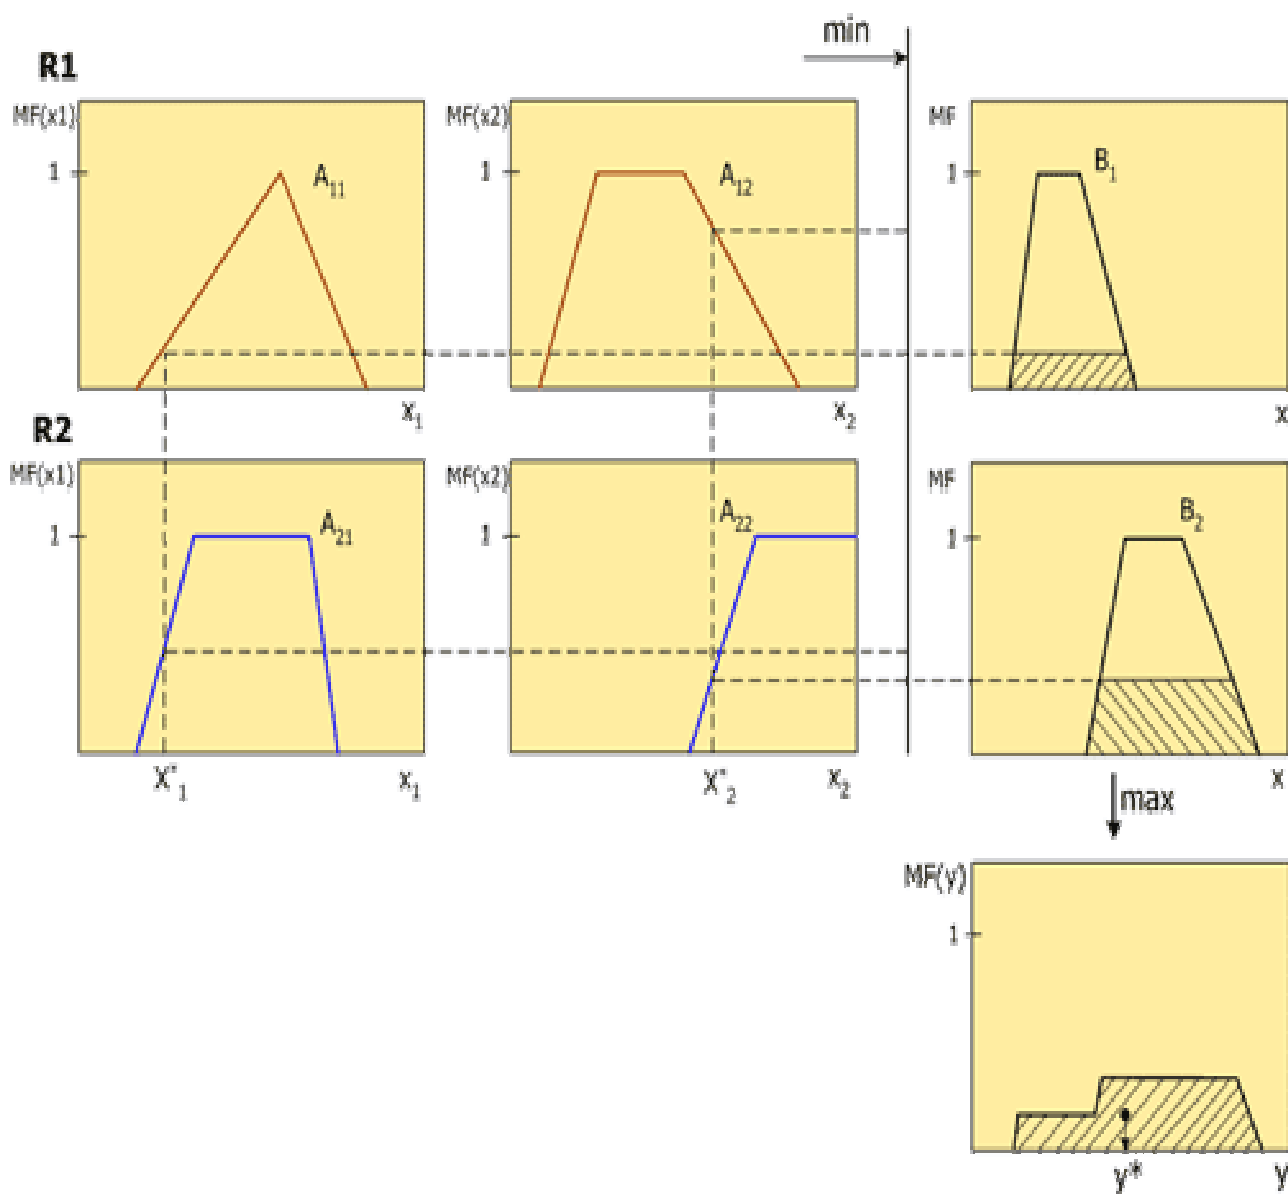 min
R1
MF(x1)
1
A11
MF(x2)
1
A12
MF
1
B1
x1
x2
x
R2
MF(x1)
1
A21
MF(x2)
1
A22
MF
1
B2
X*1
x1
X*2
x2
x
max
MF(y)
1
y*
y